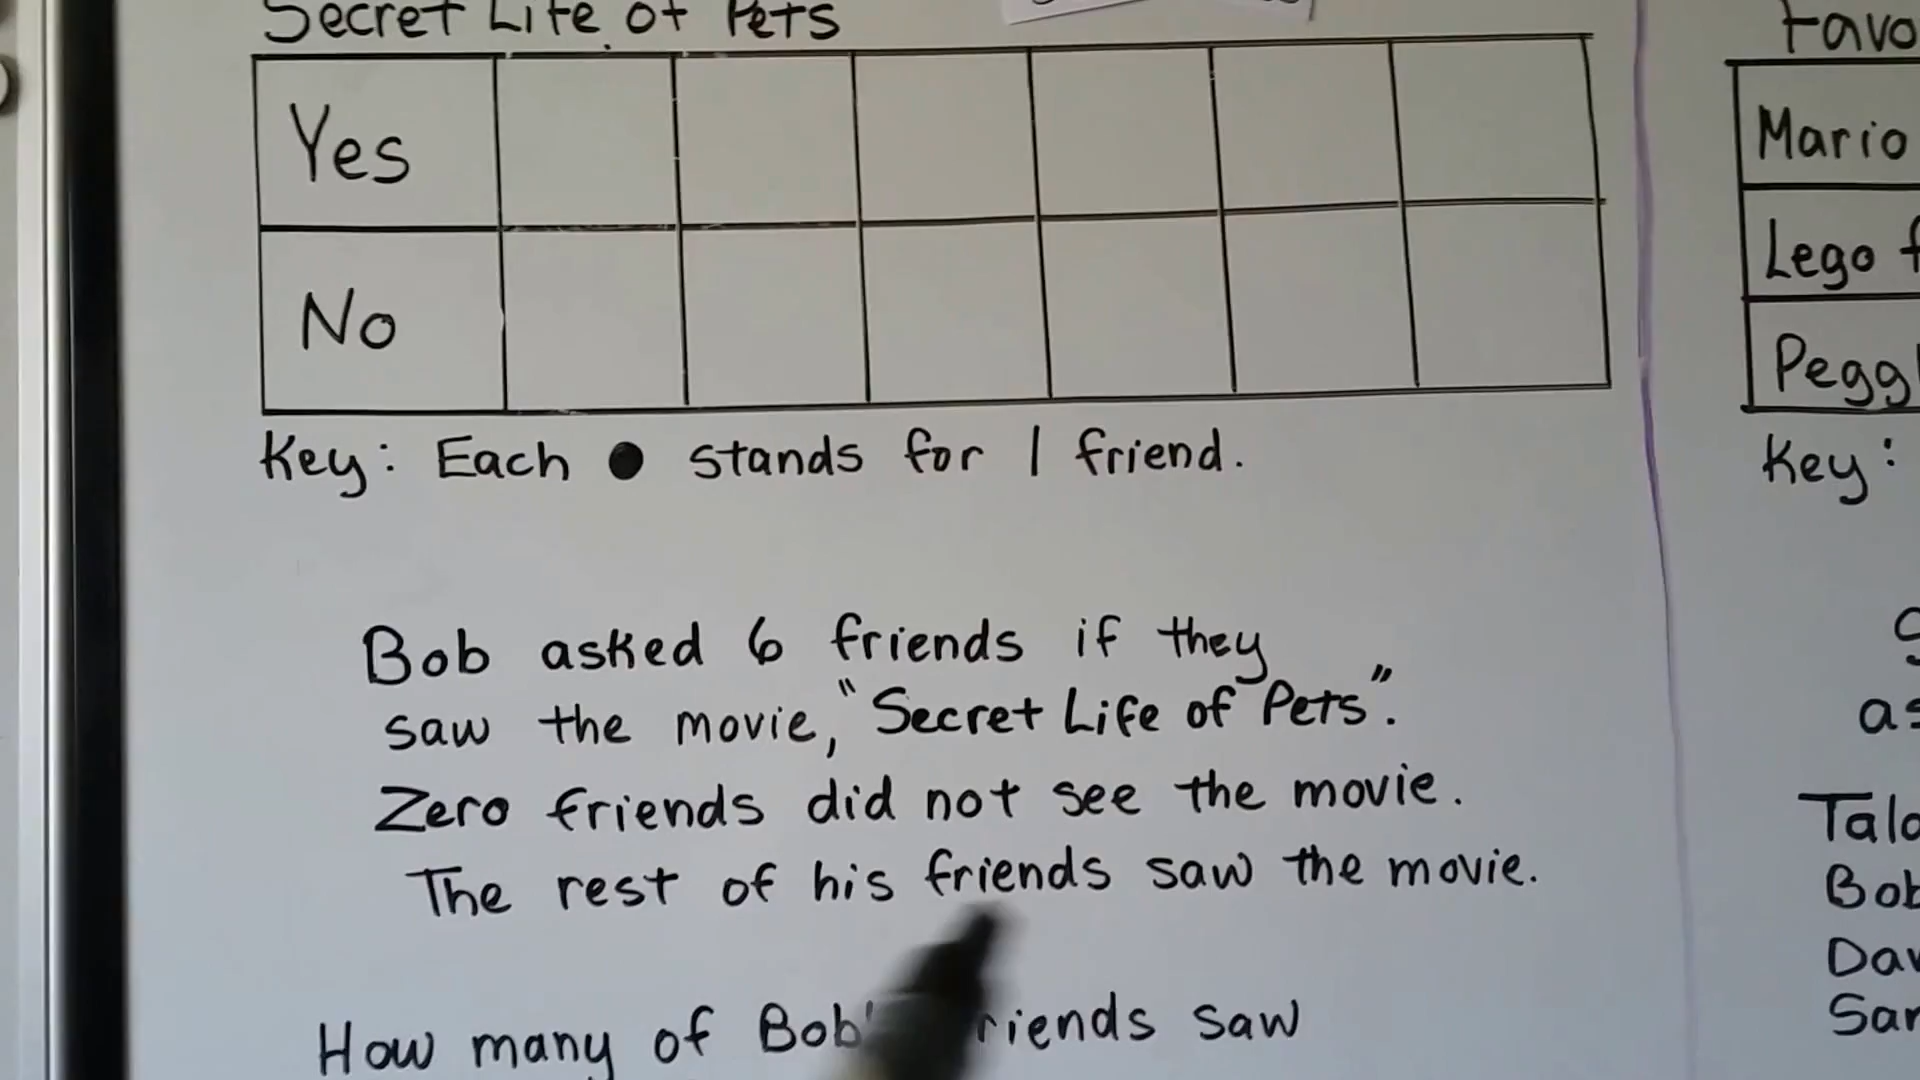 Secret Life of Pets
Yes
No
Key: Each ● stands for 1 friend.
Bob asked 6 friends if they
saw the movie, "Secret Life of Pets".
Zero friends did not see the movie.
The rest of his friends saw the movie.
How many of Bob's friends saw
Mario
Lego
Key:
Bob